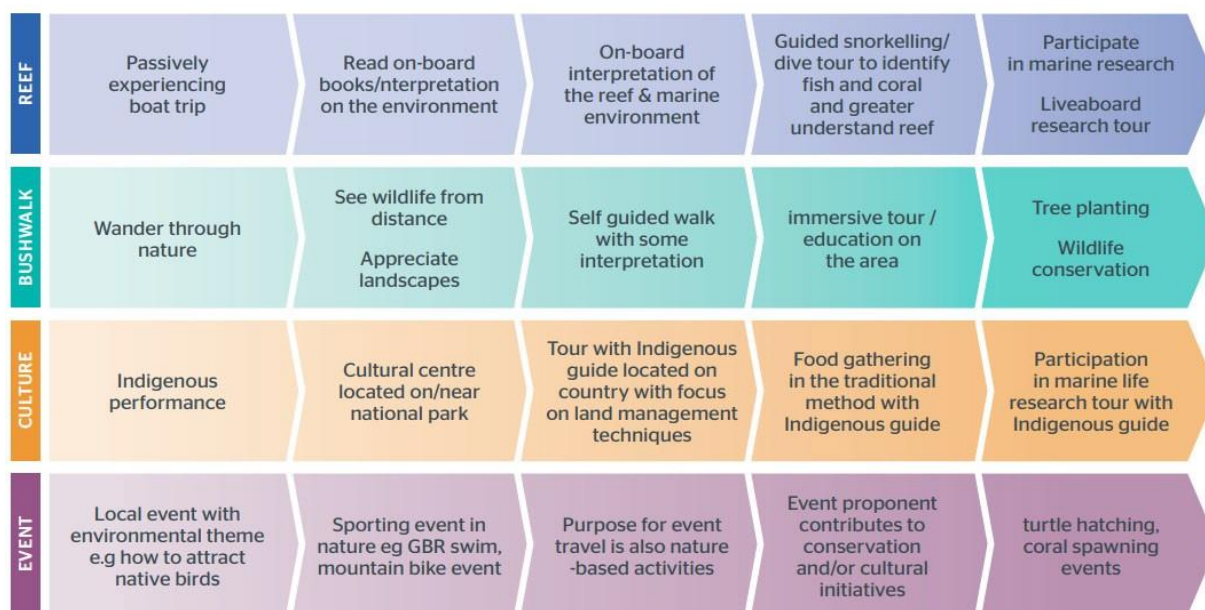 REEF
Passively
experiencing
boat trip
Read on-board
books/nterpretation
on the environment
On-board
interpretation of
the reef & marine
environment
Guided snorkelling/
dive tour to identify
fish and coral
and greater
understand reef
Participate
in marine research
Liveaboard
research tour
BUSHWALK
Wander through
nature
See wildlife from
distance
Appreciate
landscapes
Self guided walk
with some
interpretation
immersive tour /
education on
the area
Tree planting
Wildlife
conservation
CULTURE
Indigenous
performance
Cultural centre
located on/near
national park
Tour with Indigenous
guide located on
country with focus
on land management
techniques
Food gathering
in the traditional
method with
Indigenous guide
Participation
in marine life
research tour with
Indigenous guide
EVENT
Local event with
environmental theme
e.g how to attract
native birds
Sporting event in
nature eg GBR swim,
mountain bike event
Purpose for event
travel is also nature
-based activities
Event proponent
contributes to
conservation
and/or cultural
initiatives
turtle hatching,
coral spawning
events